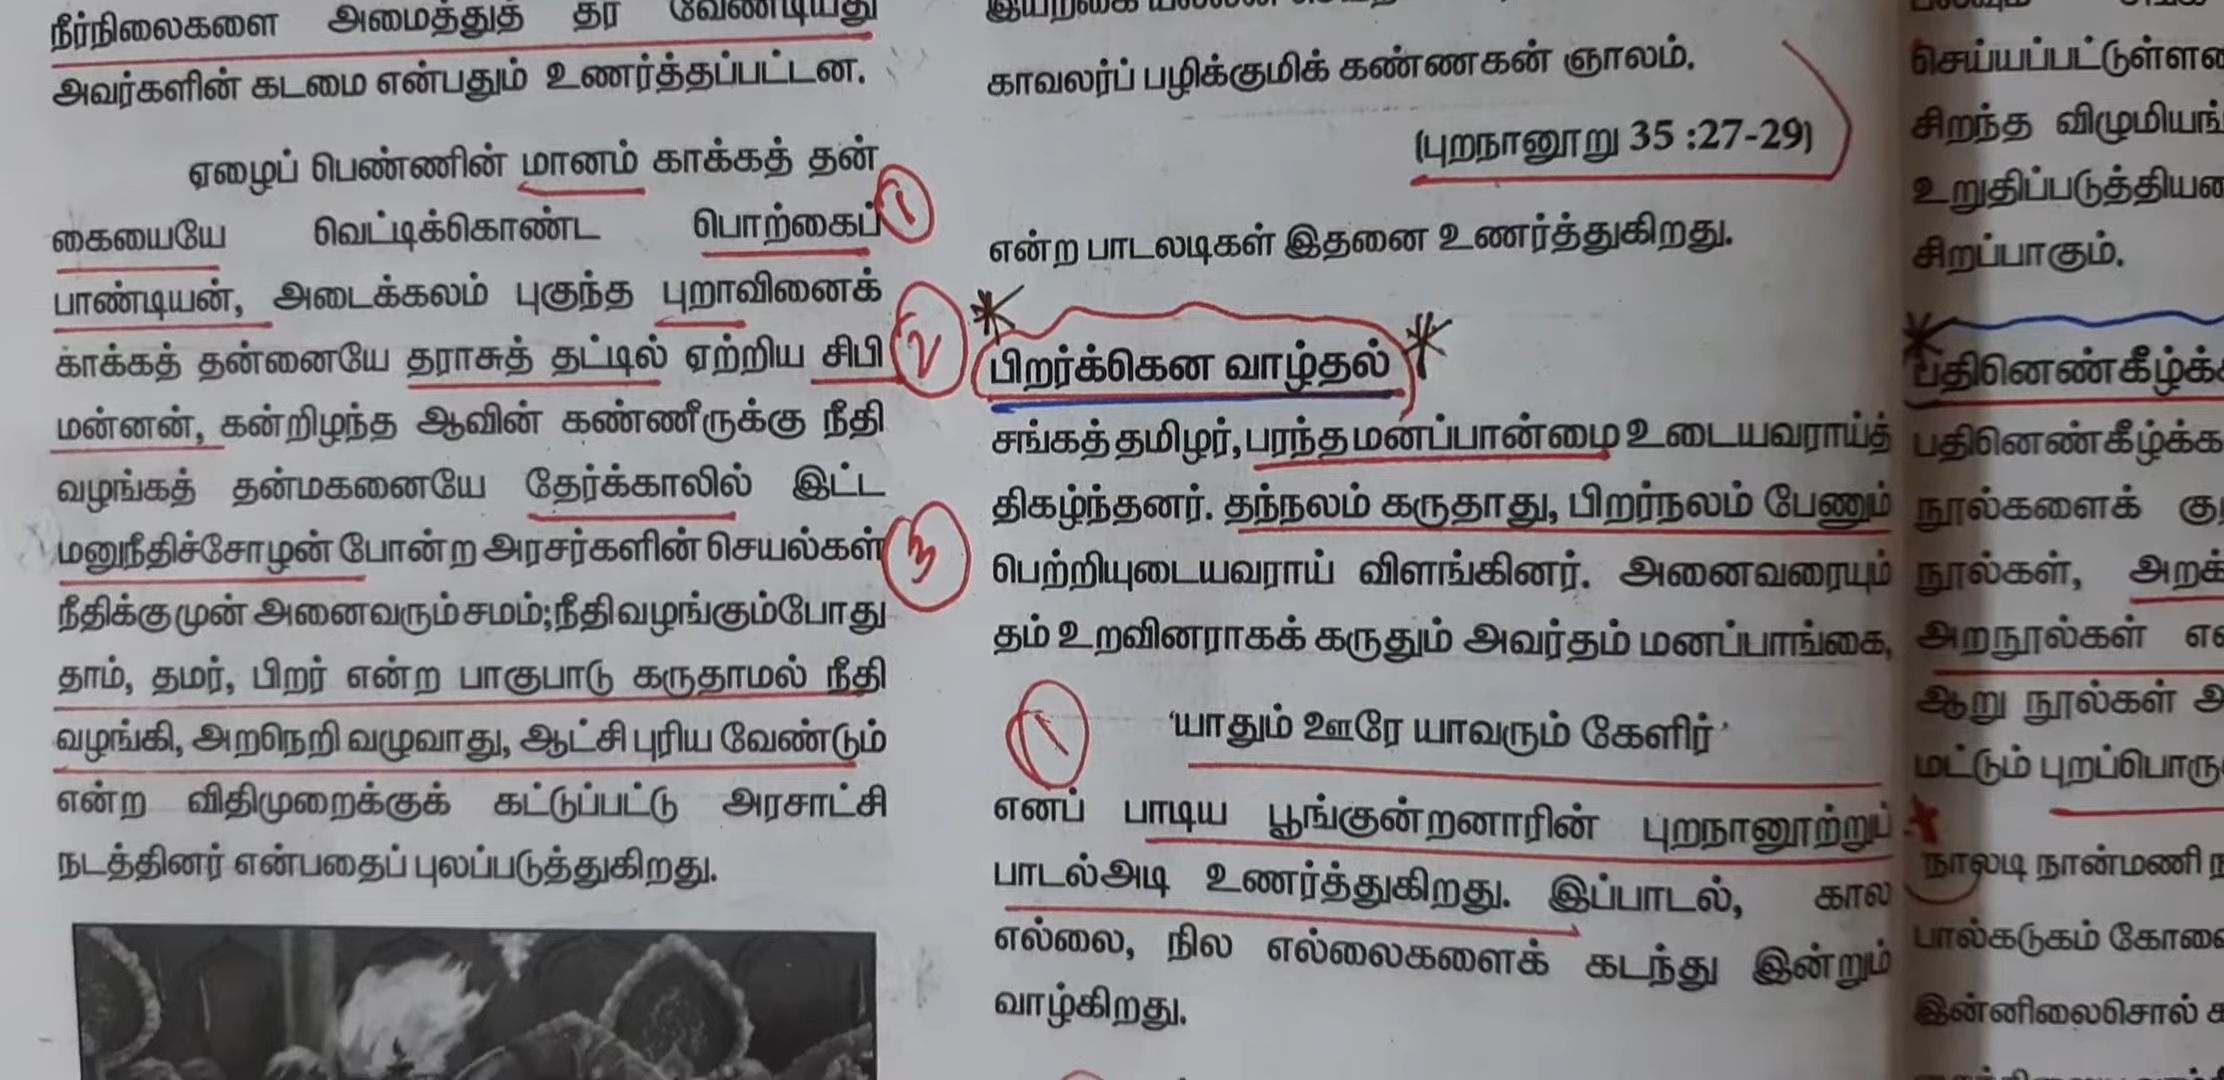 நீர்நிலைகளை அமைத்துத் தர வேண்டியது
அவர்களின் கடமை என்பதும் உணர்த்தப்பட்டன.
ஏழைப் பெண்ணின் மானம் காக்கத் தன்
கையையே வெட்டிக்கொண்ட பொற்கைப்
பாண்டியன், அடைக்கலம் புகுந்த புறாவினைக்
காக்கத் தன்னையே தராசுத் தட்டில் ஏற்றிய சிபி
மன்னன், கன்றிழந்த ஆவின் கண்ணீருக்கு நீதி
வழங்கத் தன்மகனையே தேர்க்காலில் இட்ட
மனுநீதிச்சோழன் போன்ற அரசர்களின் செயல்கள்
நீதிக்குமுன் அனைவரும் சமம்; நீதி வழங்கும்போது
தாம், தமர், பிறர் என்ற பாகுபாடு கருதாமல் நீதி
வழங்கி, அறநெறி வழுவாது, ஆட்சி புரிய வேண்டும்
என்ற விதிமுறைக்குக் கட்டுப்பட்டு அரசாட்சி
நடத்தினர் என்பதைப் புலப்படுத்துகிறது.
1
2
3
காவலர்ப் பழிக்குமிக் கண்ணகன் ஞாலம்.
(புறநானூறு 35 :27-29)
என்ற பாடலடிகள் இதனை உணர்த்துகிறது.
பிறர்க்கென வாழ்தல்
சங்கத் தமிழர், பரந்த மனப்பான்மை உடையவராய்த்
திகழ்ந்தனர். தந்நலம் கருதாது, பிறர்நலம் பேணும்
பெற்றியுடையவராய் விளங்கினர். அனைவரையும்
தம் உறவினராகக் கருதும் அவர்தம் மனப்பாங்கை,
1
‘யாதும் ஊரே யாவரும் கேளிர்’
எனப் பாடிய பூங்குன்றனாரின் புறநானூற்றுப்
பாடல்அடி உணர்த்துகிறது. இப்பாடல், கால
எல்லை, நில எல்லைகளைக் கடந்து இன்றும்
வாழ்கிறது.
செய்யப்பட்டுள்ளன
சிறந்த
சிறப்பாகும்.
நூல்களைக்
நூல்கள்,
அறநூல்கள்
ஆறு நூல்கள்
மட்டும்
நாலடி நான்மணி
பால்கடுகம்
இன்னிலைசொல்